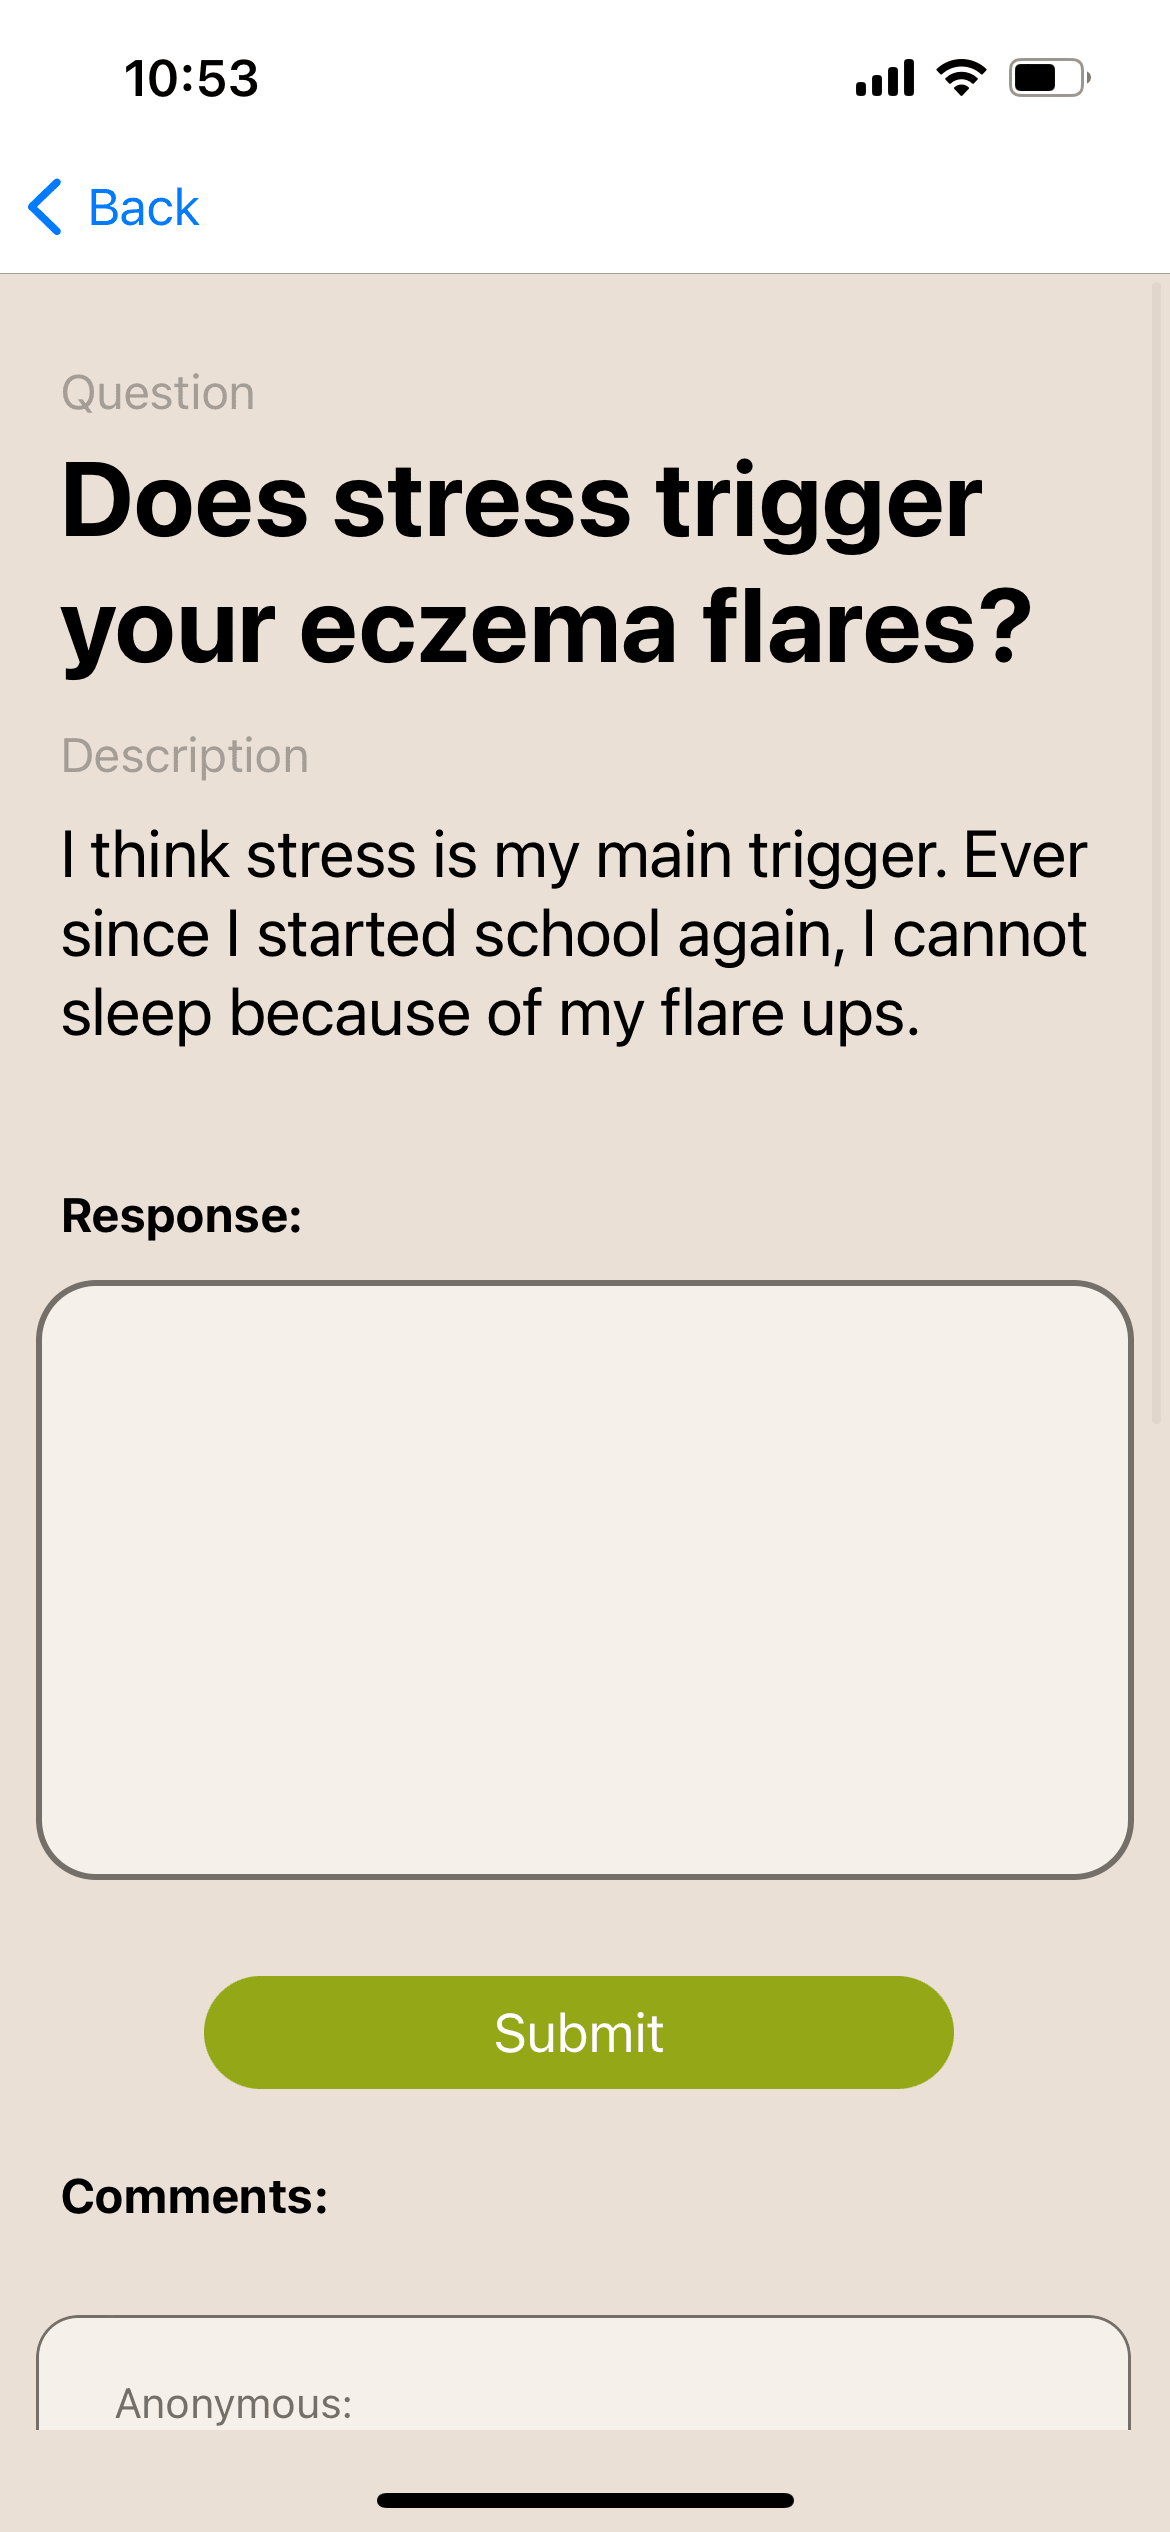 10:53
Back
Question
Does stress trigger
your eczema flares?
Description
I think stress is my main trigger. Ever
since I started school again, I cannot
sleep because of my flare ups.
Response:
Submit
Comments:
Anonymous: